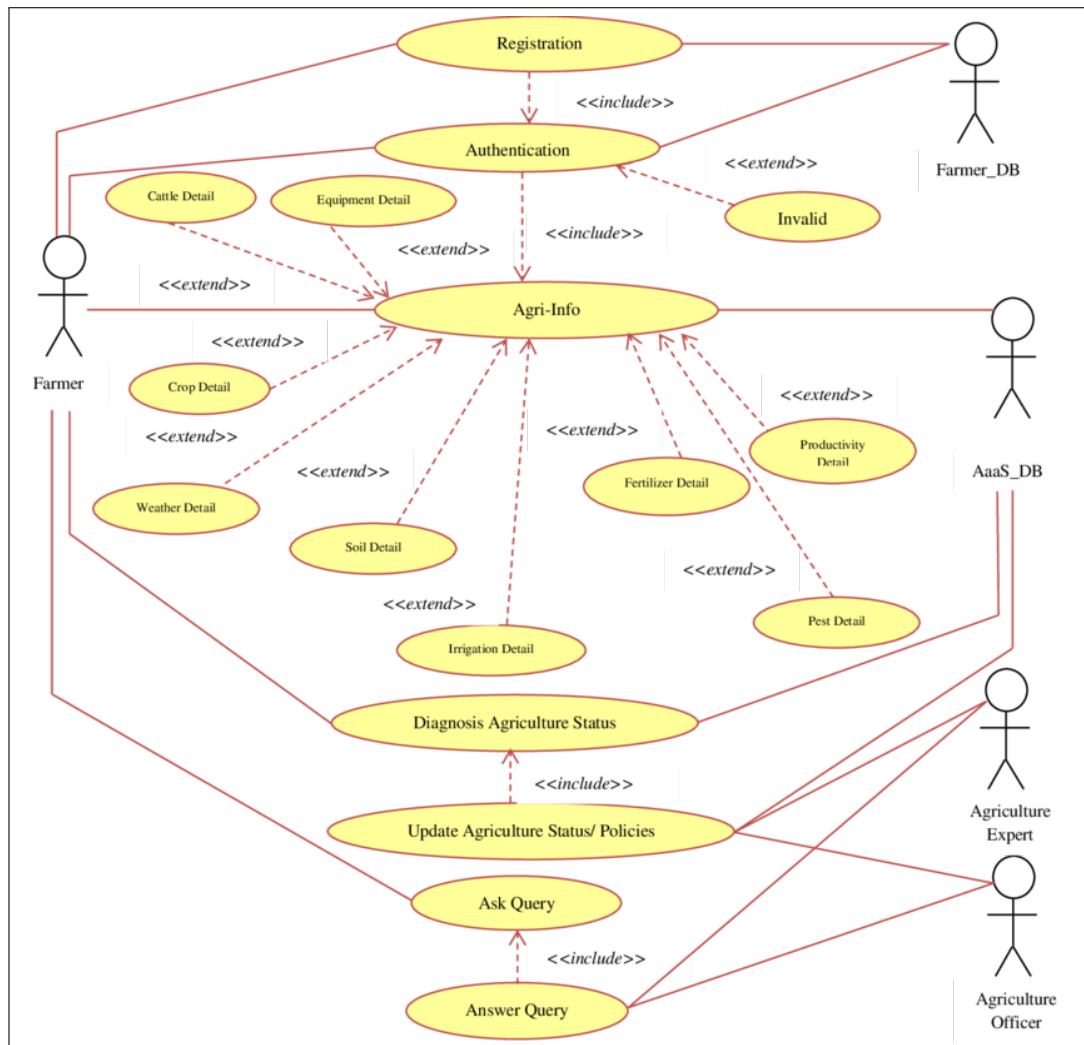 Registration
<<include>>
Authentication
<<extend>>
Farmer_DB
Cattle Detail
Equipment Detail
Invalid
<<include>>
<<extend>>
<<extend>>
Agri-Info
<<extend>>
Farmer
Crop Detail
<<extend>>
<<extend>>
<<extend>>
Productivity
Detail
<<extend>>
AaaS_DB
Fertilizer Detail
Weather Detail
Soil Detail
<<extend>>
<<extend>>
Pest Detail
Irrigation Detail
Diagnosis Agriculture Status
<<include>>
Agriculture
Expert
Update Agriculture Status/ Policies
Ask Query
<<include>>
Answer Query
Agriculture
Officer